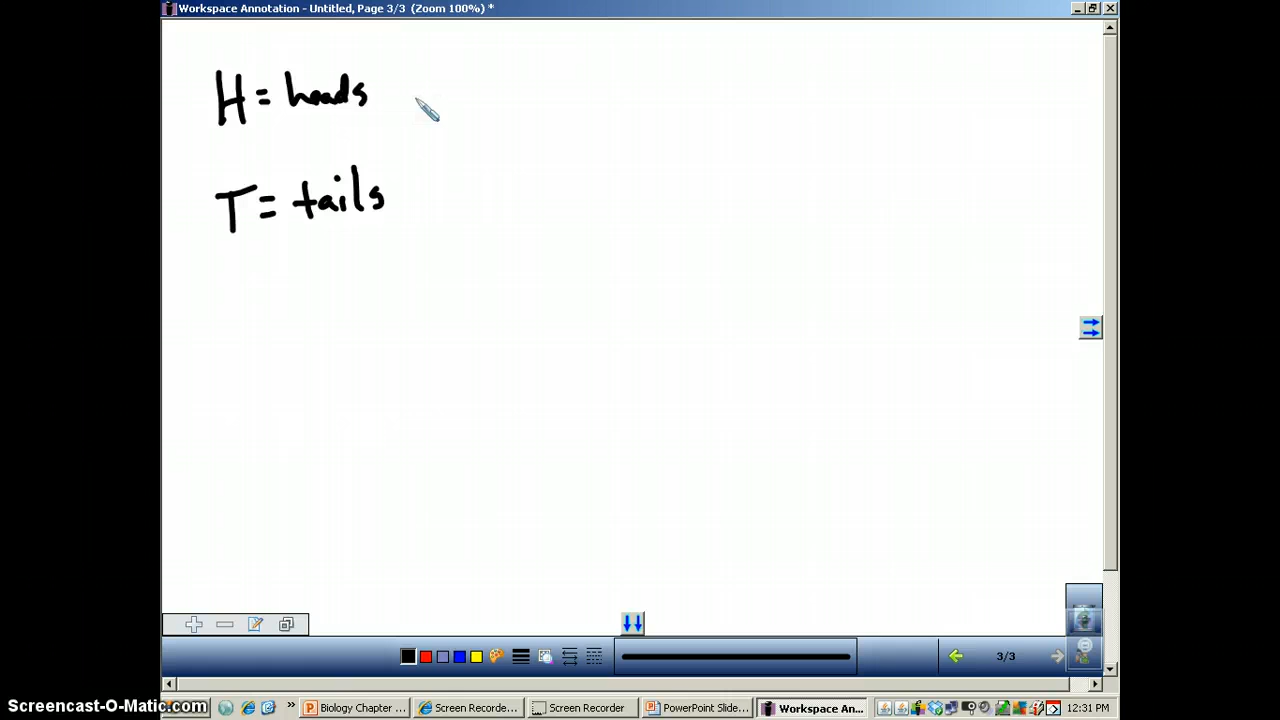 Workspace Annotation - Untitled, Page 3/3 (Zoom 100%) *
H = heads
T = tails
3/3
Screencast-O-Matic.com
»
Biology Chapter ...
Screen Recorde...
Screen Recorder
PowerPoint Slide...
Workspace An...
12:31 PM